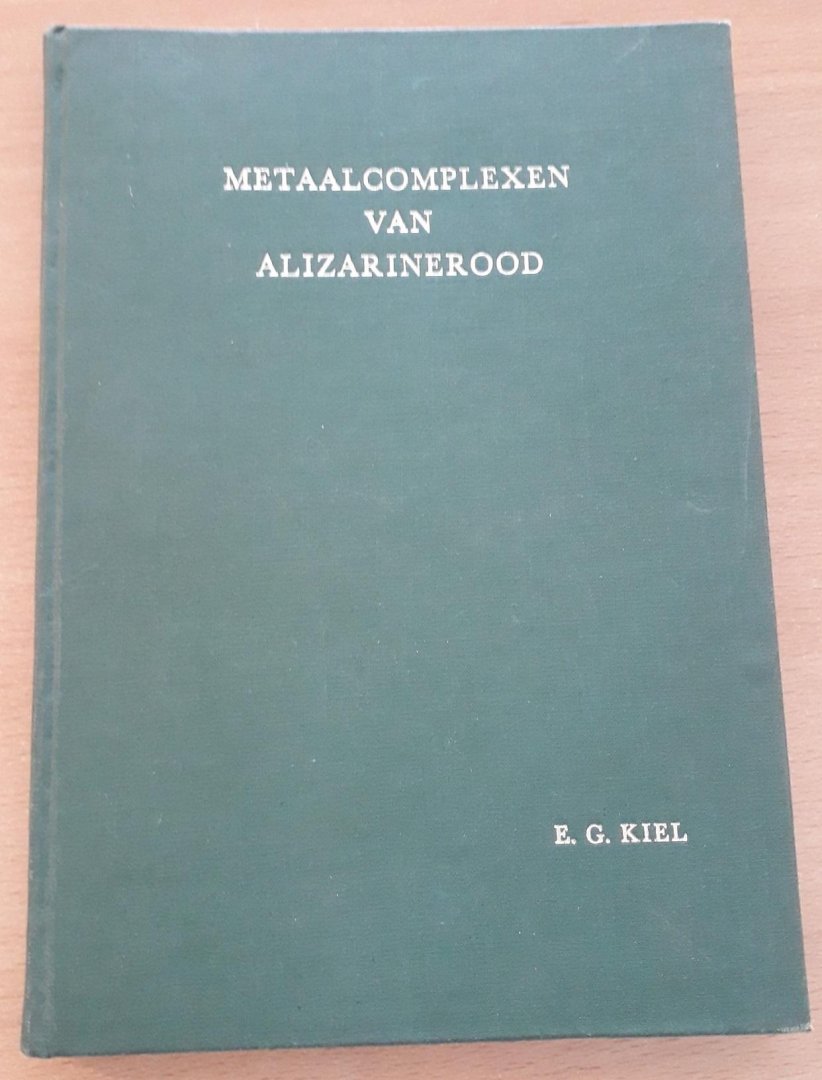 METAALCOMPLEXEN
VAN
ALIZARINEROOD
E. G. KIEL